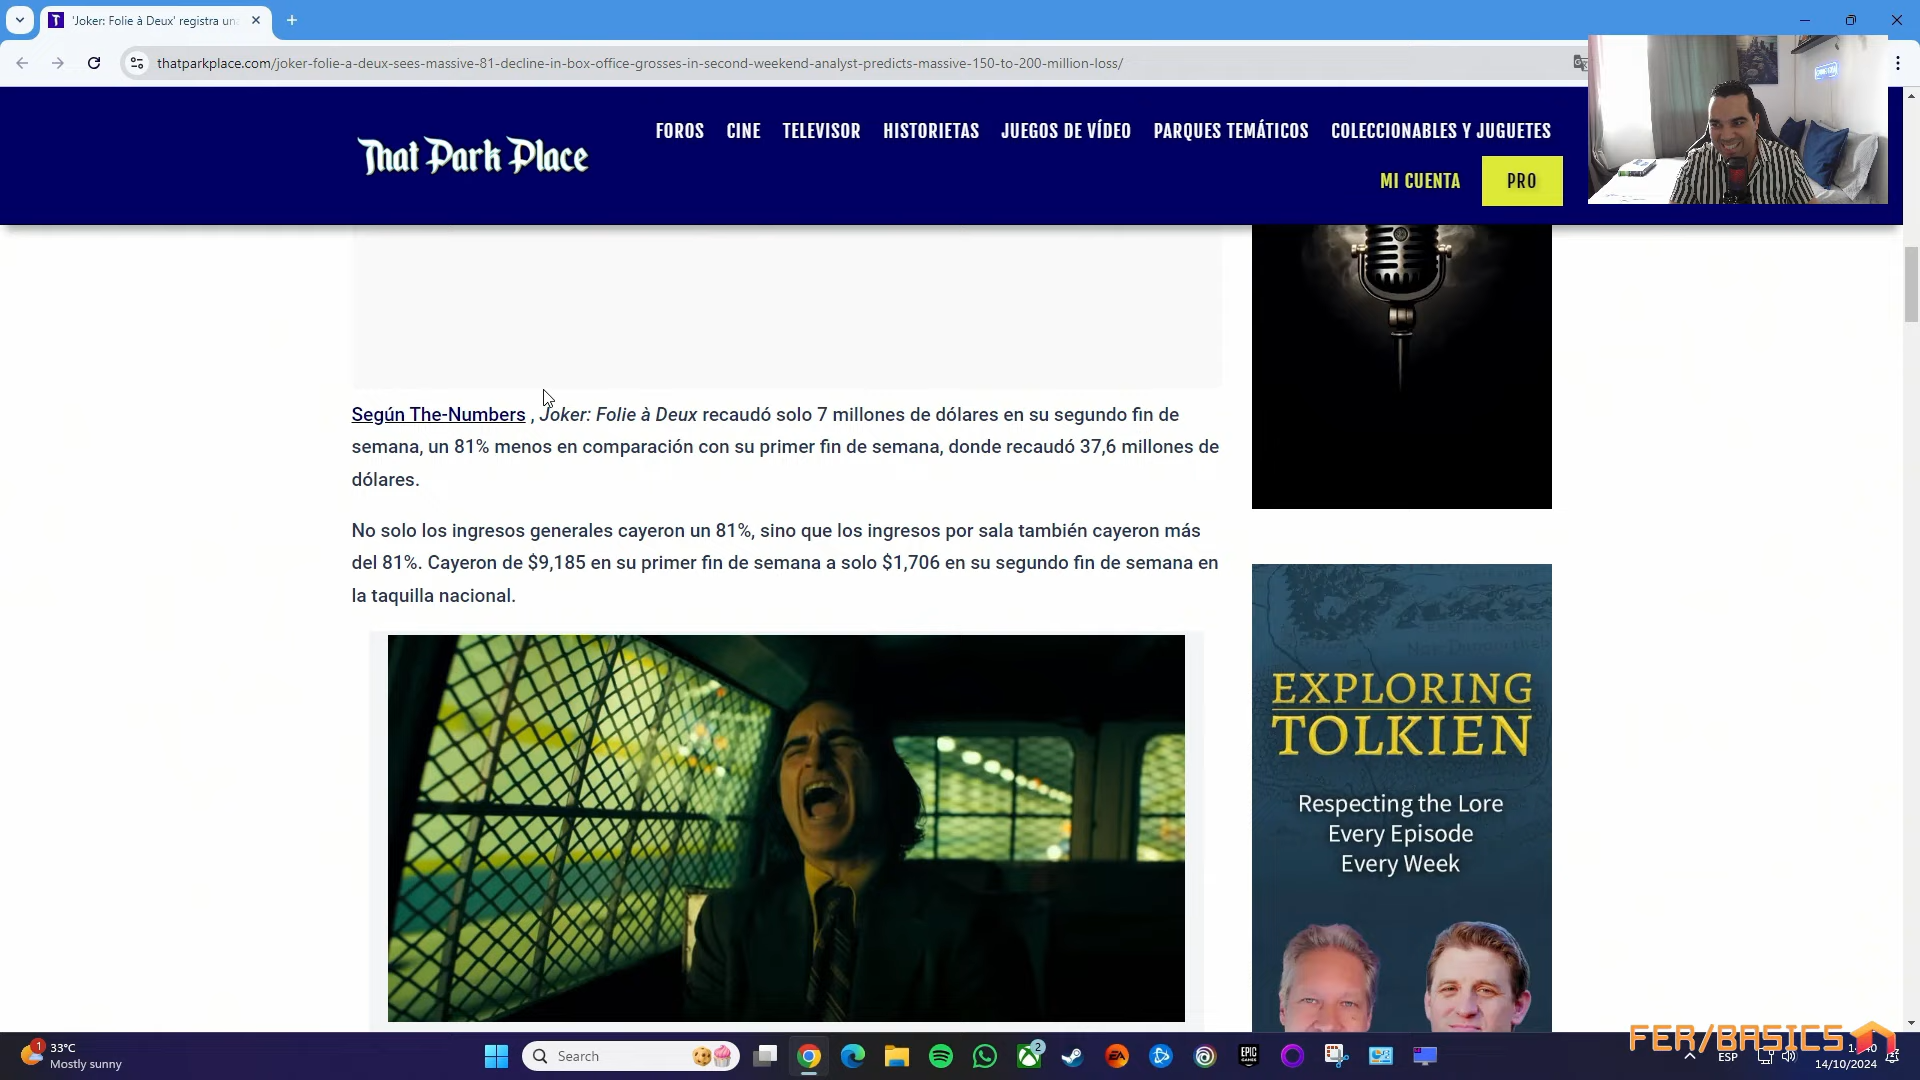 'Joker: Folie à Deux' registra un
thatparkplace.com/joker-folie-a-deux-sees-massive-81-decline-in-box-office-grosses-in-second-weekend-analyst-predicts-massive-150-to-200-million-loss/
That Park Place
FOROS CINE TELEVISOR HISTORIETAS JUEGOS DE VÍDEO PARQUES TEMÁTICOS COLECCIONABLES Y JUGUETES
MI CUENTA PRO
Según The-Numbers , Joker: Folie à Deux recaudó solo 7 millones de dólares en su segundo fin de
semana, un 81% menos en comparación con su primer fin de semana, donde recaudó 37,6 millones de
dólares.
No solo los ingresos generales cayeron un 81%, sino que los ingresos por sala también cayeron más
del 81%. Cayeron de $9,185 en su primer fin de semana a solo $1,706 en su segundo fin de semana en
la taquilla nacional.
EXPLORING
TOLKIEN
Respecting the Lore
Every Episode
Every Week
FER/BASICS
1
33°C
Mostly sunny
Search
2
EA
EPIC
GAMES
ESP
14/10/2024